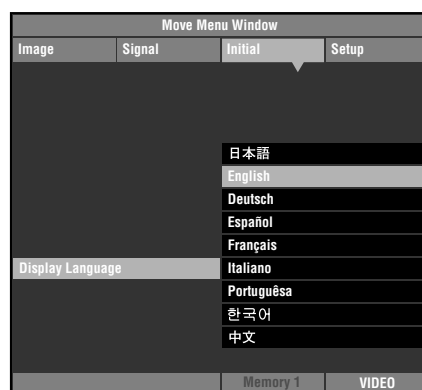 Move Menu Window
Image Signal Initial Setup
日本語
English
Deutsch
Español
Français
Display Language Italiano
Portuguêsa
한국어
中文
Memory 1 VIDEO